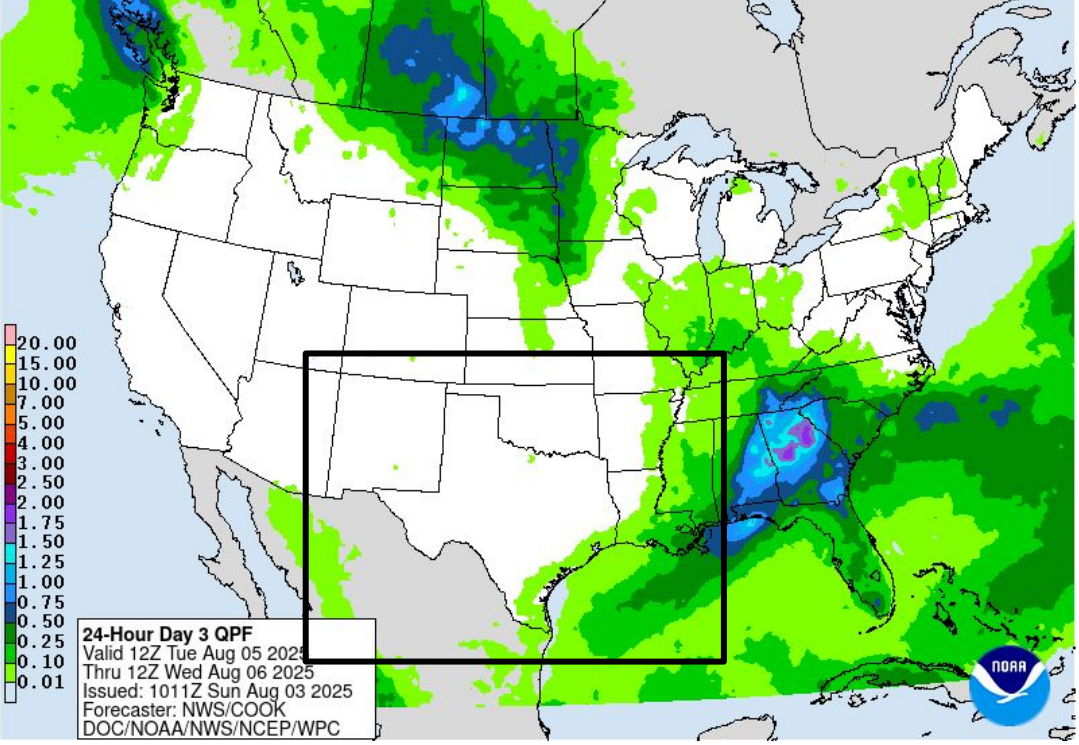 20.00
15.00
10.00
7.00
5.00
4.00
3.00
2.50
2.00
1.75
1.50
1.25
1.00
0.75
0.50
0.25
0.10
0.01
24-Hour Day 3 QPF
Valid 12Z Tue Aug 05 2025
Thru 12Z Wed Aug 06 2025
Issued: 1011Z Sun Aug 03 2025
Forecaster: NWS/COOK
DOC/NOAA/NWS/NCEP/WPC
NOAA